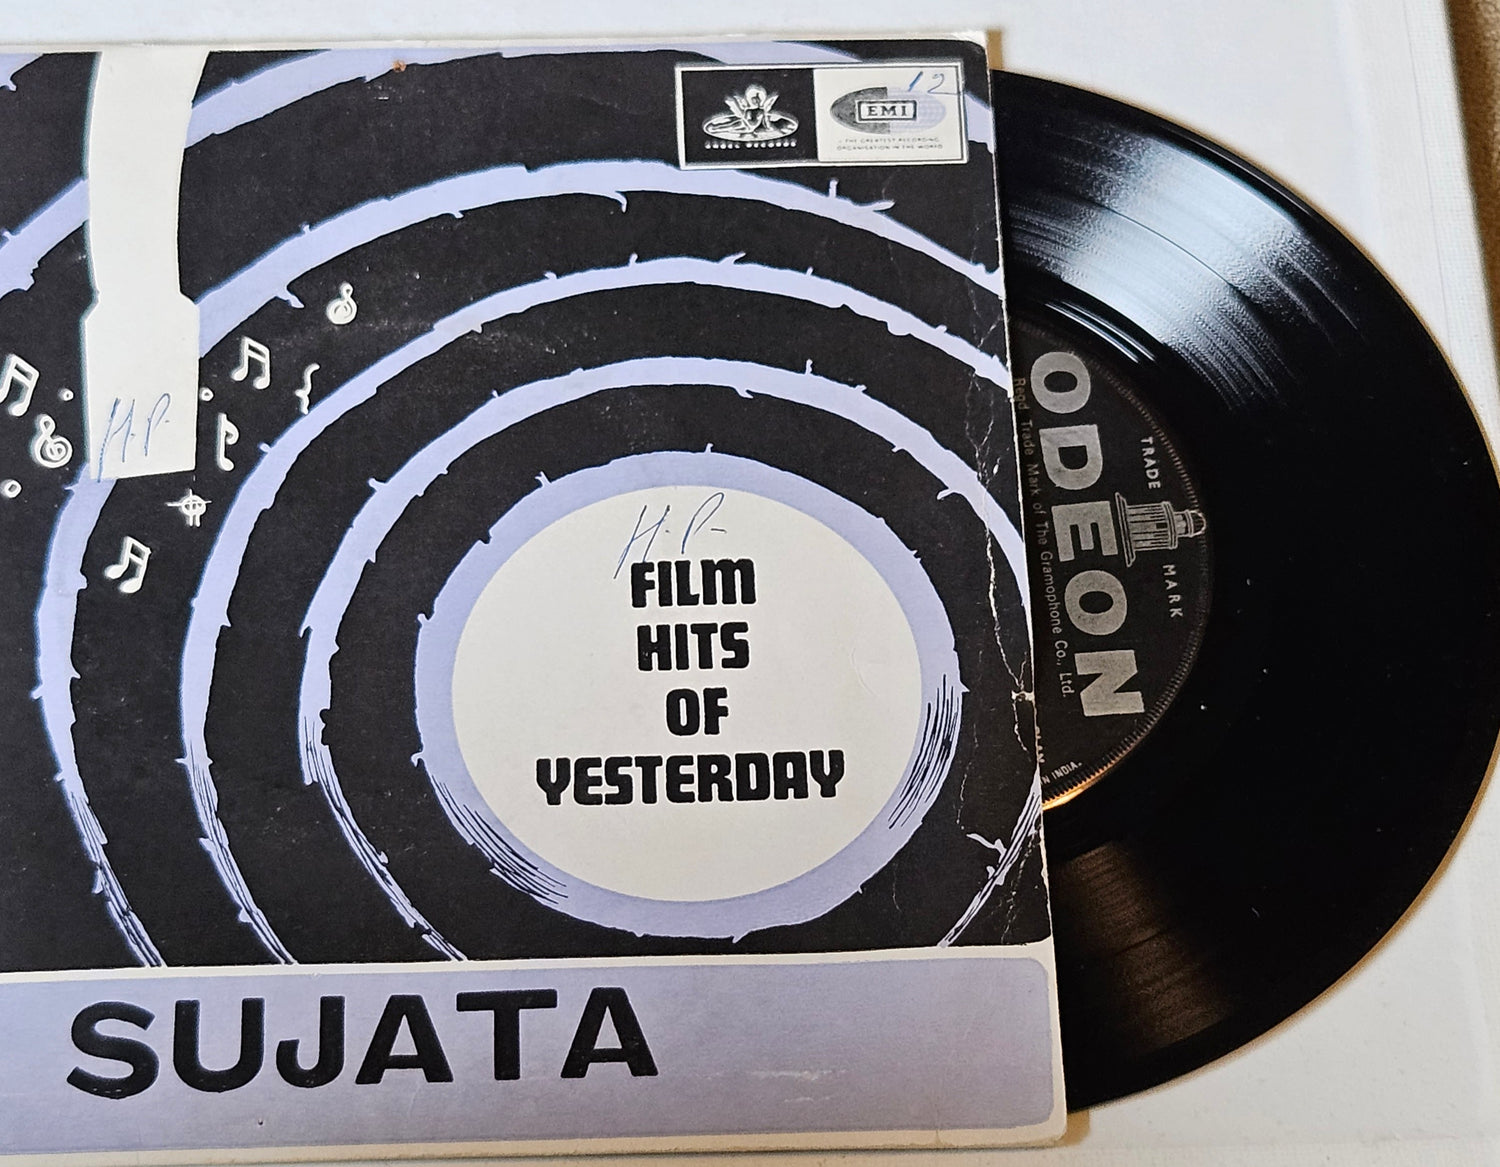 12
EMI
THE GREATEST RECORDING
ORGANISATION IN THE WORLD
H.P.
H.P-
FILM
HITS
OF
YESTERDAY
SUJATA
ODEON
TRADE MARK
Regd Trade Mark of The Gramophone Co., Ltd.
N INDIA.